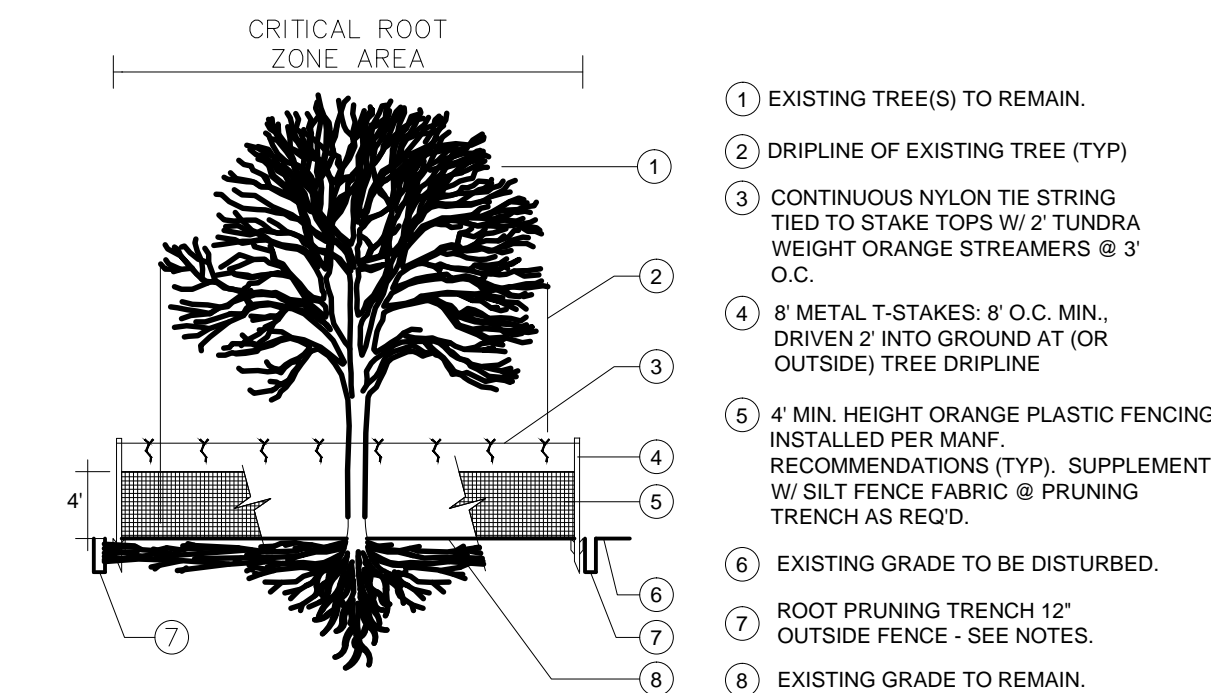 CRITICAL ROOT
ZONE AREA
1
2
3
4
5
6
7
8
7
4'
1 EXISTING TREE(S) TO REMAIN.
2 DRIPLINE OF EXISTING TREE (TYP)
3 CONTINUOUS NYLON TIE STRING
TIED TO STAKE TOPS W/ 2' TUNDRA
WEIGHT ORANGE STREAMERS @ 3'
O.C.
4 8' METAL T-STAKES: 8' O.C. MIN.,
DRIVEN 2' INTO GROUND AT (OR
OUTSIDE) TREE DRIPLINE
5 4' MIN. HEIGHT ORANGE PLASTIC FENCING
INSTALLED PER MANF.
RECOMMENDATIONS (TYP). SUPPLEMENT
W/ SILT FENCE FABRIC @ PRUNING
TRENCH AS REQ'D.
6 EXISTING GRADE TO BE DISTURBED.
7 ROOT PRUNING TRENCH 12"
OUTSIDE FENCE - SEE NOTES.
8 EXISTING GRADE TO REMAIN.